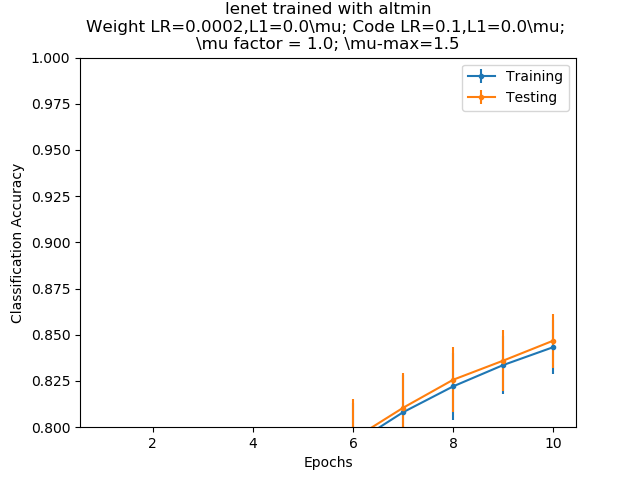 lenet trained with altmin
Weight LR=0.0002,L1=0.0\mu; Code LR=0.1,L1=0.0\mu;
\mu factor = 1.0; \mu-max=1.5
Training
Testing
Classification Accuracy
1.000
0.975
0.950
0.925
0.900
0.875
0.850
0.825
0.800
2 4 6 8 10
Epochs